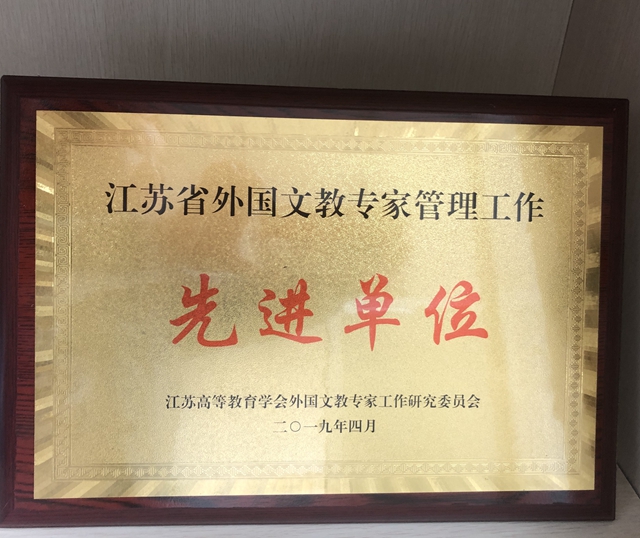 江苏省外国文教专家管理工作
先进单位
江苏高等教育学会外国文教专家工作研究委员会
二〇一九年四月